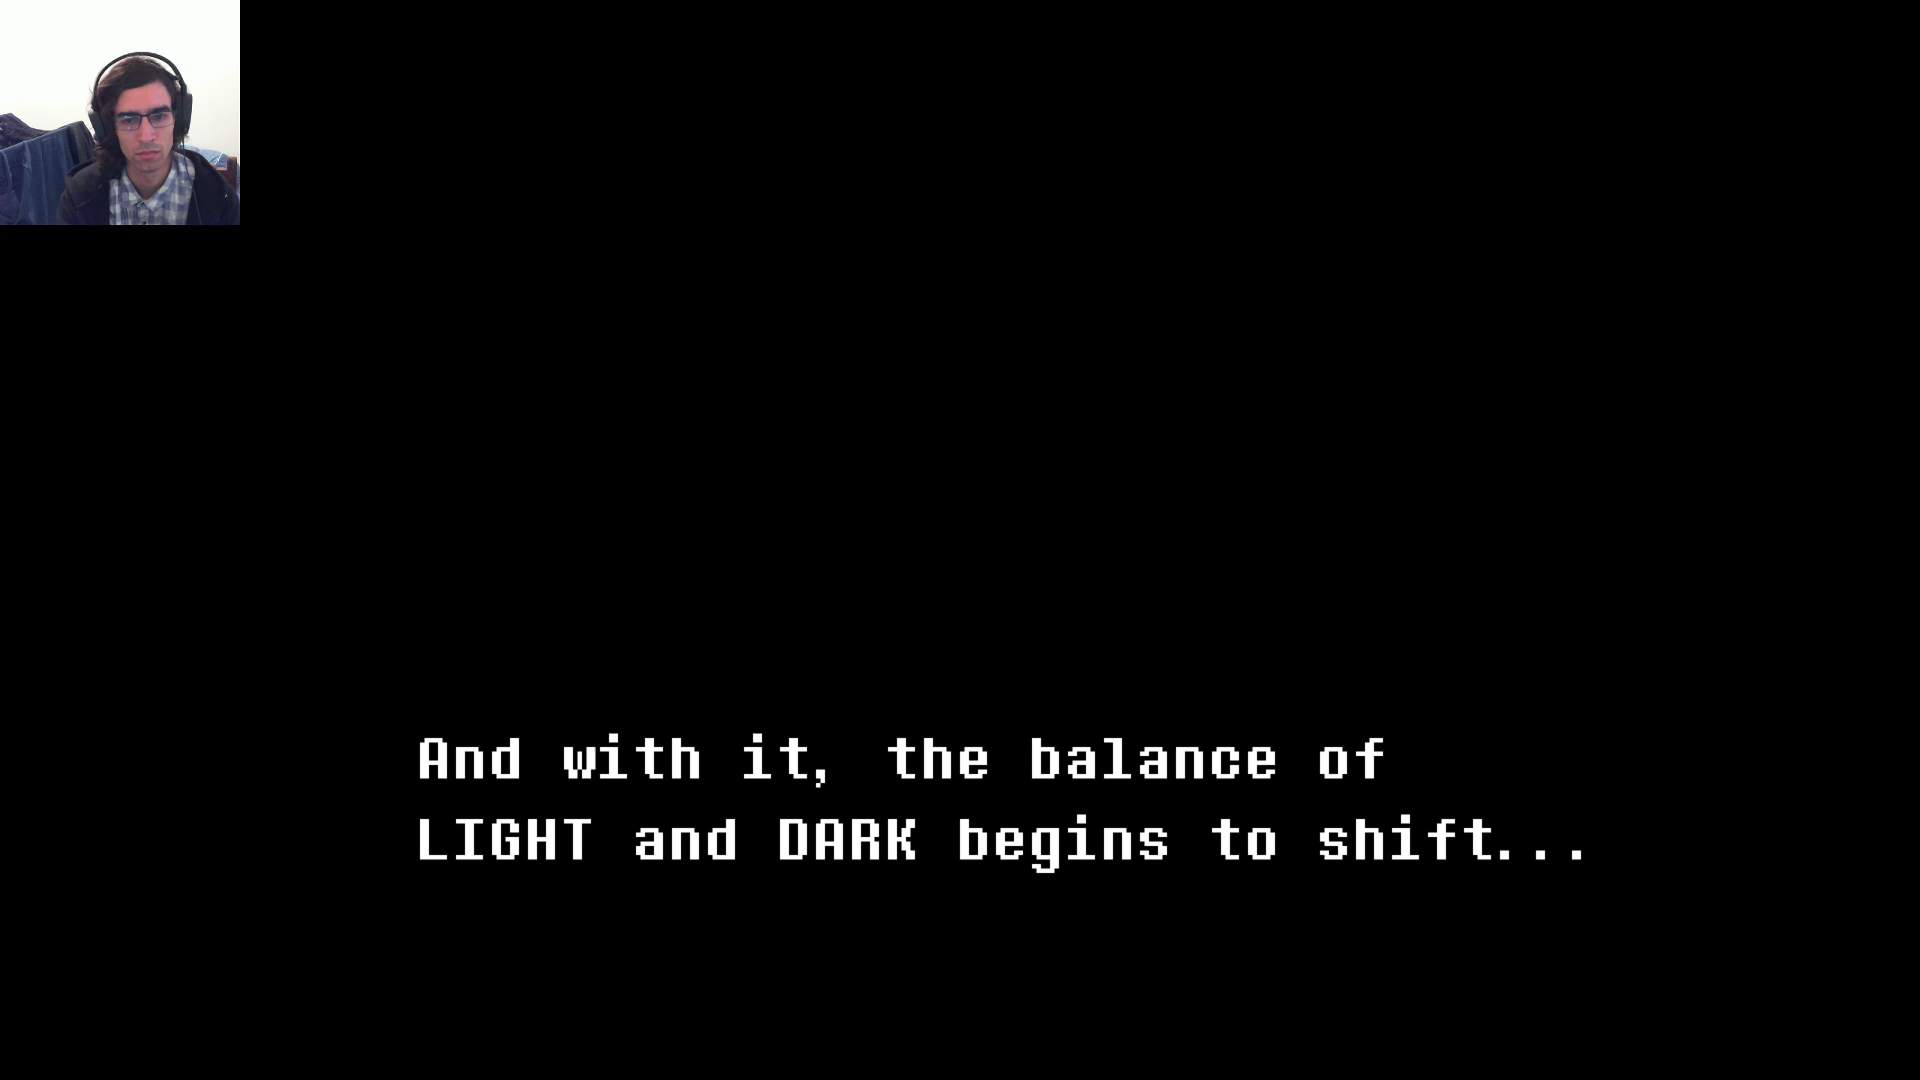 And with it, the balance of
LIGHT and DARK begins to shift...